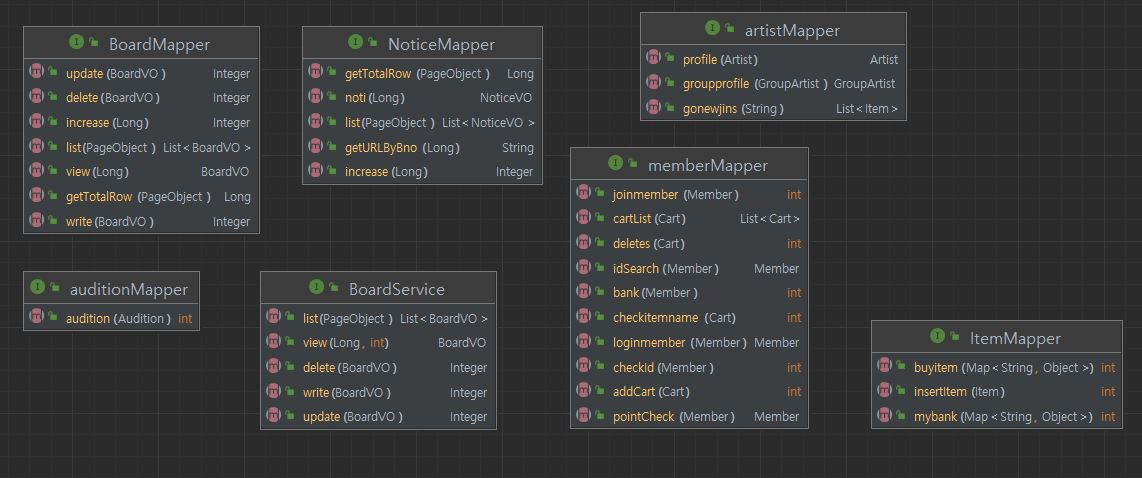 BoardMapper
update (BoardVO) Integer
delete (BoardVO) Integer
increase (Long) Integer
list(PageObject) List<BoardVO>
view(Long) BoardVO
getTotalRow (PageObject) Long
write(BoardVO) Integer
NoticeMapper
getTotalRow (PageObject) Long
noti(Long) NoticeVO
list(PageObject) List<NoticeVO>
getURLByBno (Long) String
increase (Long) Integer
artistMapper
profile (Artist) Artist
groupprofile (GroupArtist) GroupArtist
gonewjins (String) List<Item>
memberMapper
joinmember (Member) int
cartList (Cart) List<Cart>
deletes (Cart) int
idSearch (Member) Member
bank (Member) int
checkitemname (Cart) int
loginmember (Member) Member
checkId (Member) int
addCart (Cart) int
pointCheck (Member) Member
auditionMapper
audition (Audition) int
BoardService
list(PageObject) List<BoardVO>
view (Long, int) BoardVO
delete (BoardVO) Integer
write (BoardVO) Integer
update (BoardVO) Integer
ItemMapper
buyitem (Map<String, Object>) int
insertItem (Item) int
mybank (Map<String, Object>) int